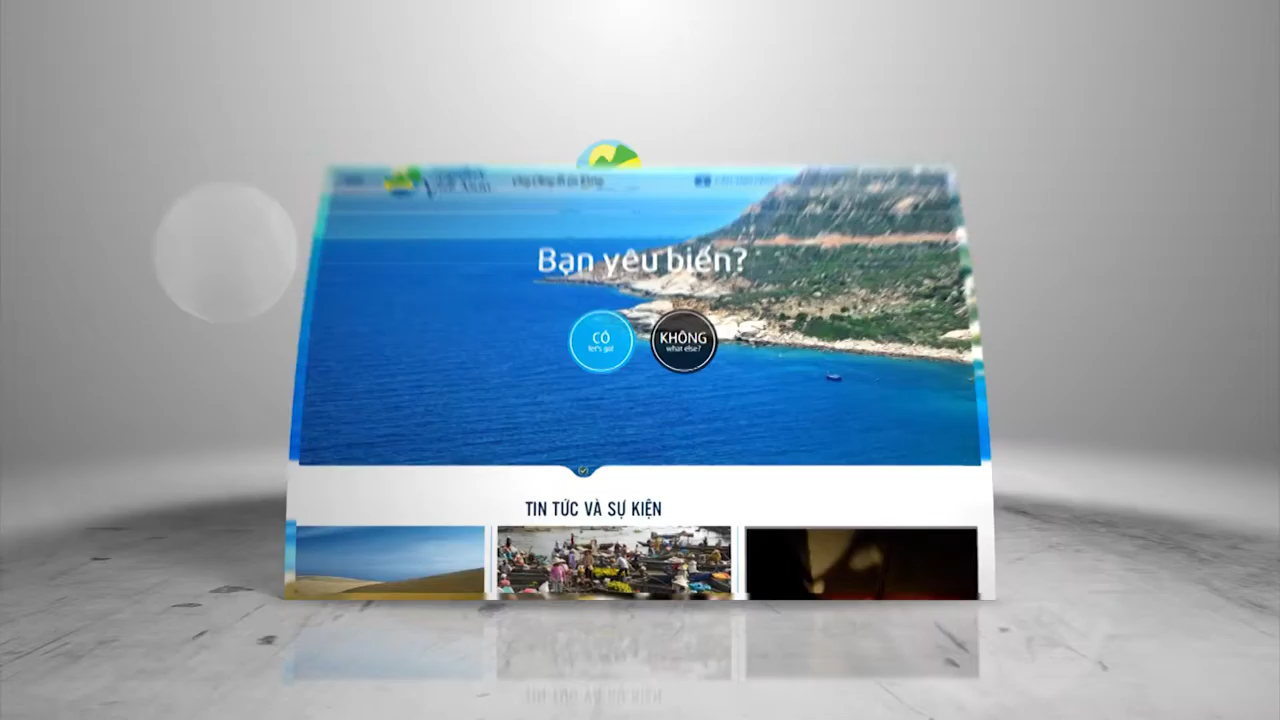 Bạn yêu biển?
CÓ
let's go!
KHÔNG
what else?
TIN TỨC VÀ SỰ KIỆN